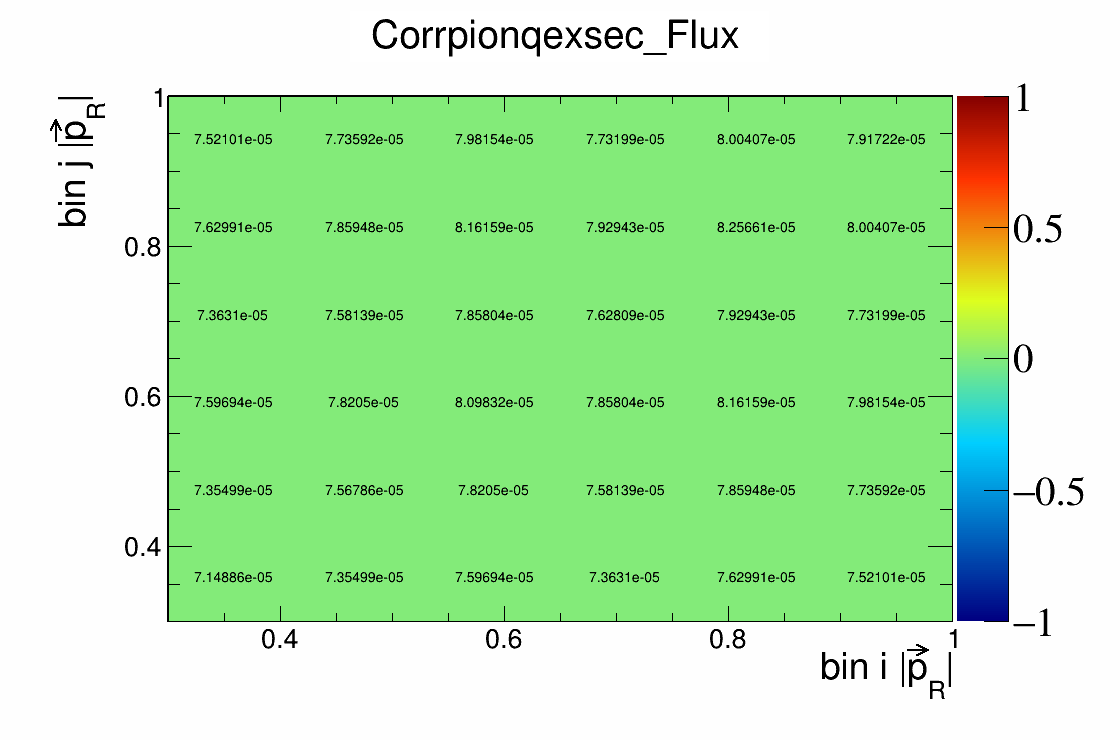 Corrpionqexsec_Flux
bin j |p⃗_R|
1
0.8
0.6
0.4
7.52101e-05 7.73592e-05 7.98154e-05 7.73199e-05 8.00407e-05 7.91722e-05
7.62991e-05 7.85948e-05 8.16159e-05 7.92943e-05 8.25661e-05 8.00407e-05
7.3631e-05 7.58139e-05 7.85804e-05 7.62809e-05 7.92943e-05 7.73199e-05
7.59694e-05 7.8205e-05 8.09832e-05 7.85804e-05 8.16159e-05 7.98154e-05
7.35499e-05 7.56786e-05 7.8205e-05 7.58139e-05 7.85948e-05 7.73592e-05
7.14886e-05 7.35499e-05 7.59694e-05 7.3631e-05 7.62991e-05 7.52101e-05
0.4 0.6 0.8 1
bin i |p⃗_R|
1
0.5
0
−0.5
−1